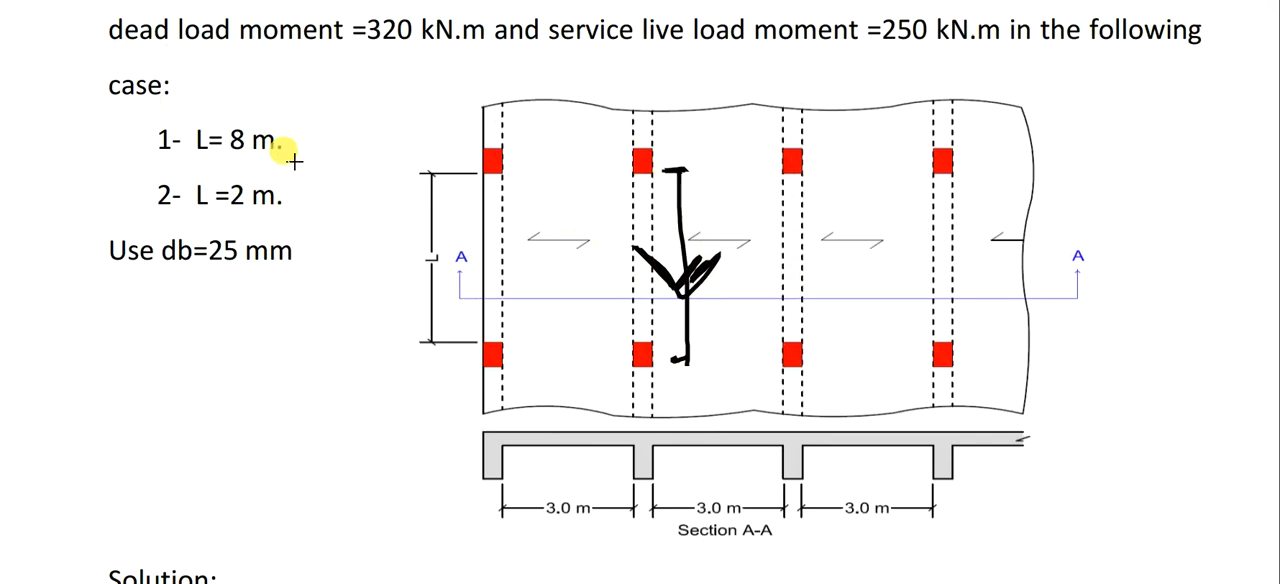 dead load moment =320 kN.m and service live load moment =250 kN.m in the following
case:
1- L= 8 m.
2- L =2 m.
Use db=25 mm
L
A
A
3.0 m
3.0 m
3.0 m
Section A-A
Solution: